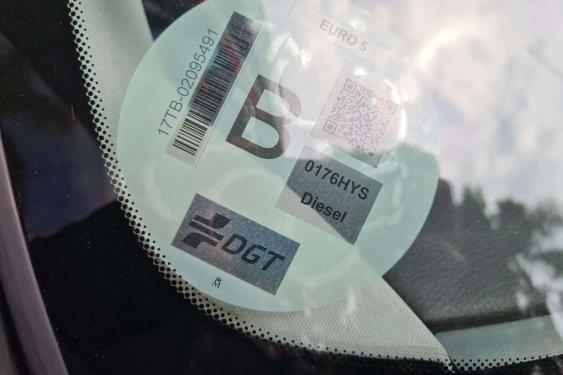 EURO 5
17TB-02095491
B
0176HYS
Diesel
DGT
M